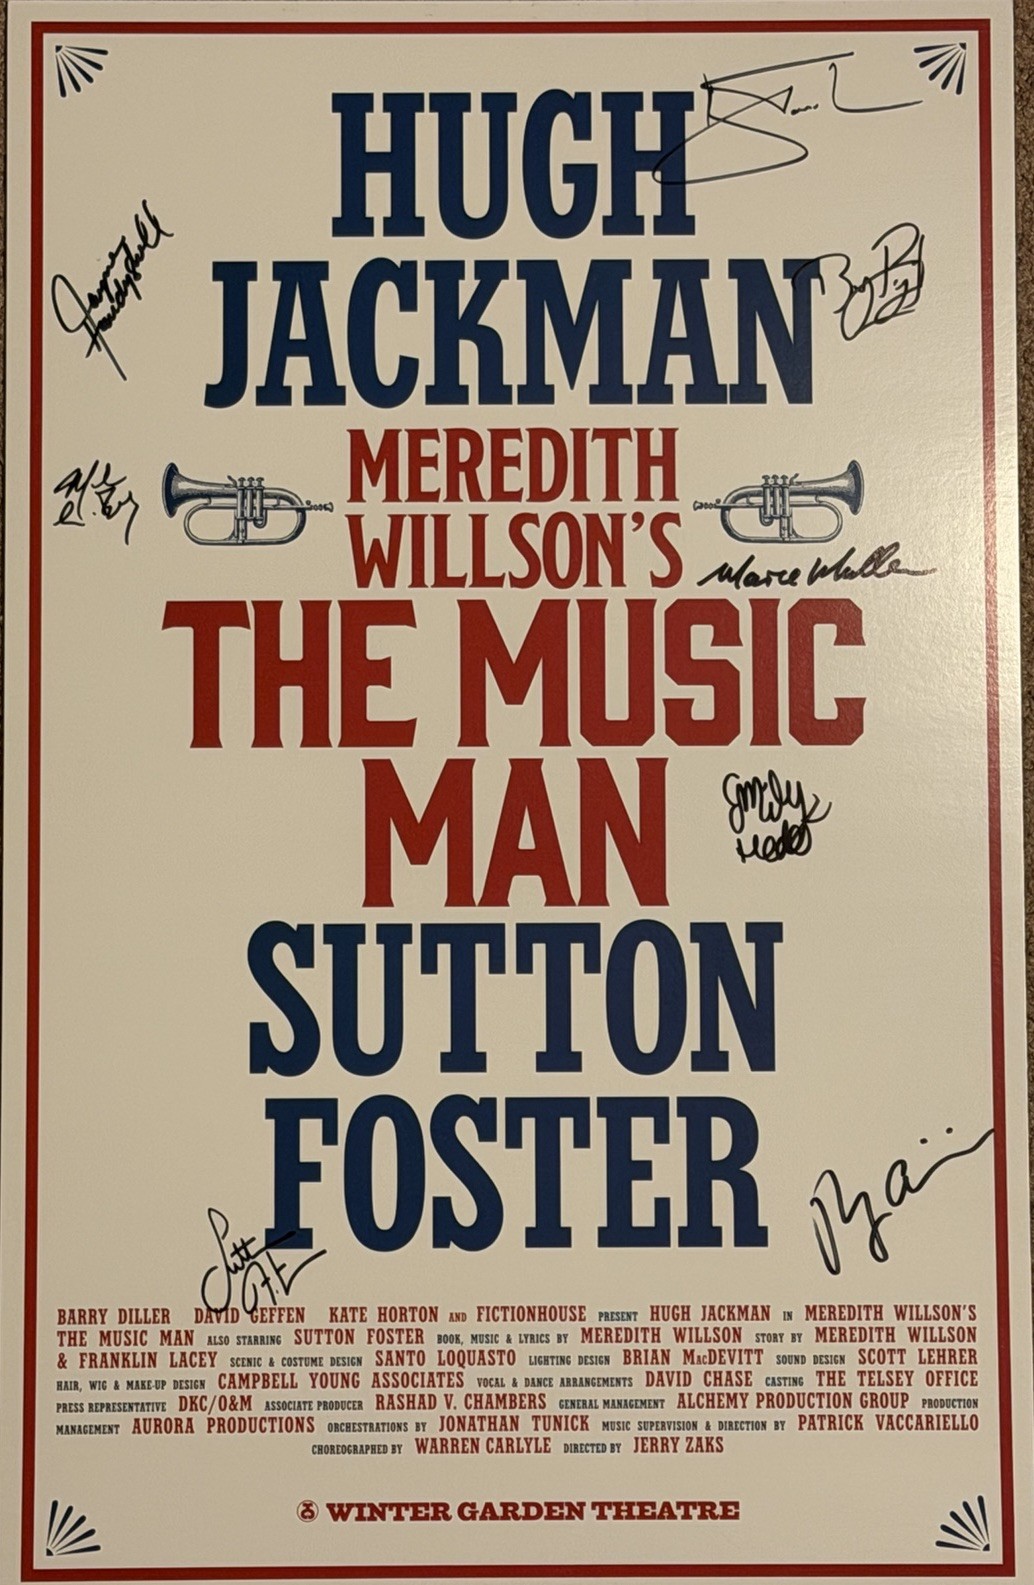 HUGH
JACKMAN
MEREDITH
WILLSON'S
THE MUSIC
MAN
SUTTON
FOSTER
Jayne
Houdyshell
Marie Mullen
BARRY DILLER DAVID GEFFEN KATE HORTON AND FICTIONHOUSE PRESENT HUGH JACKMAN IN MEREDITH WILLSON'S
THE MUSIC MAN ALSO STARRING SUTTON FOSTER BOOK, MUSIC & LYRICS BY MEREDITH WILLSON STORY BY MEREDITH WILLSON
& FRANKLIN LACEY SCENIC & COSTUME DESIGN SANTO LOQUASTO LIGHTING DESIGN BRIAN MacDEVITT SOUND DESIGN SCOTT LEHRER
HAIR, WIG & MAKE-UP DESIGN CAMPBELL YOUNG ASSOCIATES VOCAL & DANCE ARRANGEMENTS DAVID CHASE CASTING THE TELSEY OFFICE
PRESS REPRESENTATIVE DKC/O&M ASSOCIATE PRODUCER RASHAD V. CHAMBERS GENERAL MANAGEMENT ALCHEMY PRODUCTION GROUP PRODUCTION
MANAGEMENT AURORA PRODUCTIONS ORCHESTRATIONS BY JONATHAN TUNICK MUSIC SUPERVISION & DIRECTION BY PATRICK VACCARIELLO
CHOREOGRAPHED BY WARREN CARLYLE DIRECTED BY JERRY ZAKS
WINTER GARDEN THEATRE